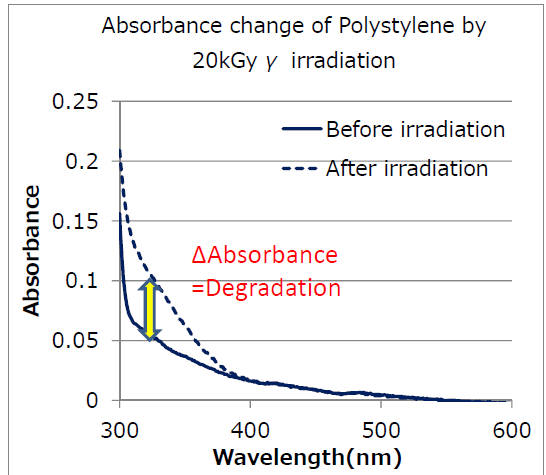 Absorbance change of Polystylene by
20kGy γ irradiation
0.25
Before irradiation
0.2
After irradiation
0.15
ΔAbsorbance
=Degradation
0.1
0.05
0
Absorbance
300
400
500
600
Wavelength(nm)